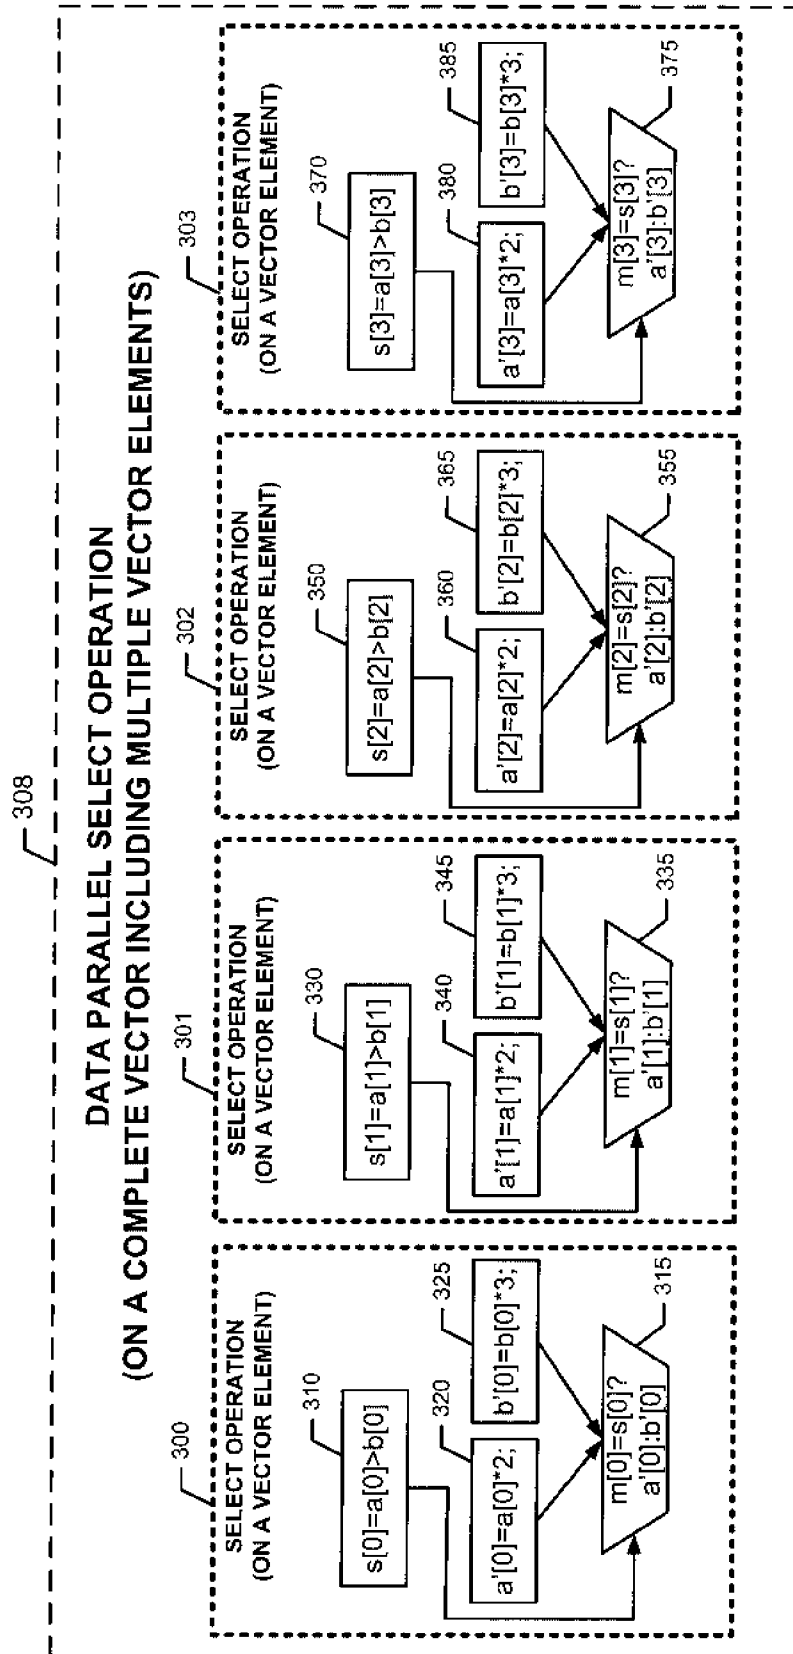 308
DATA PARALLEL SELECT OPERATION
(ON A COMPLETE VECTOR INCLUDING MULTIPLE VECTOR ELEMENTS)
300
SELECT OPERATION
(ON A VECTOR ELEMENT)
310
s[0]=a[0]>b[0]
320
a'[0]=a[0]*2;
325
b'[0]=b[0]*3;
m[0]=s[0]?
a'[0]:b'[0]
315
301
SELECT OPERATION
(ON A VECTOR ELEMENT)
330
s[1]=a[1]>b[1]
340
a'[1]=a[1]*2;
345
b'[1]=b[1]*3;
m[1]=s[1]?
a'[1]:b'[1]
335
302
SELECT OPERATION
(ON A VECTOR ELEMENT)
350
s[2]=a[2]>b[2]
360
a'[2]=a[2]*2;
365
b'[2]=b[2]*3;
m[2]=s[2]?
a'[2]:b'[2]
355
303
SELECT OPERATION
(ON A VECTOR ELEMENT)
370
s[3]=a[3]>b[3]
380
a'[3]=a[3]*2;
385
b'[3]=b[3]*3;
m[3]=s[3]?
a'[3]:b'[3]
375